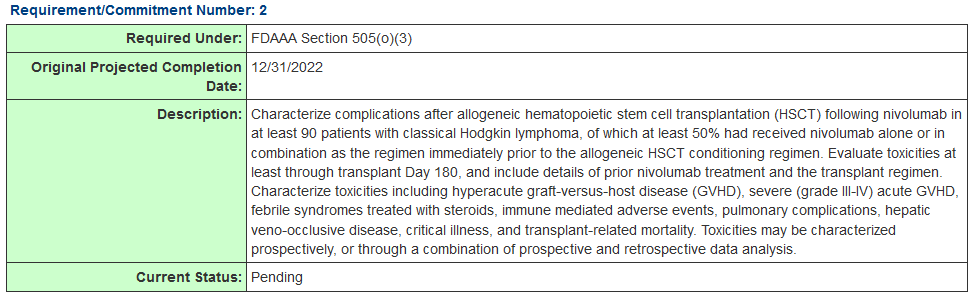 Requirement/Commitment Number: 2
Required Under: FDAAA Section 505(o)(3)
Original Projected Completion 12/31/2022
Date:
Description: Characterize complications after allogeneic hematopoietic stem cell transplantation (HSCT) following nivolumab in
at least 90 patients with classical Hodgkin lymphoma, of which at least 50% had received nivolumab alone or in
combination as the regimen immediately prior to the allogeneic HSCT conditioning regimen. Evaluate toxicities at
least through transplant Day 180, and include details of prior nivolumab treatment and the transplant regimen.
Characterize toxicities including hyperacute graft-versus-host disease (GVHD), severe (grade III-IV) acute GVHD,
febrile syndromes treated with steroids, immune mediated adverse events, pulmonary complications, hepatic
veno-occlusive disease, critical illness, and transplant-related mortality. Toxicities may be characterized
prospectively, or through a combination of prospective and retrospective data analysis.
Current Status: Pending